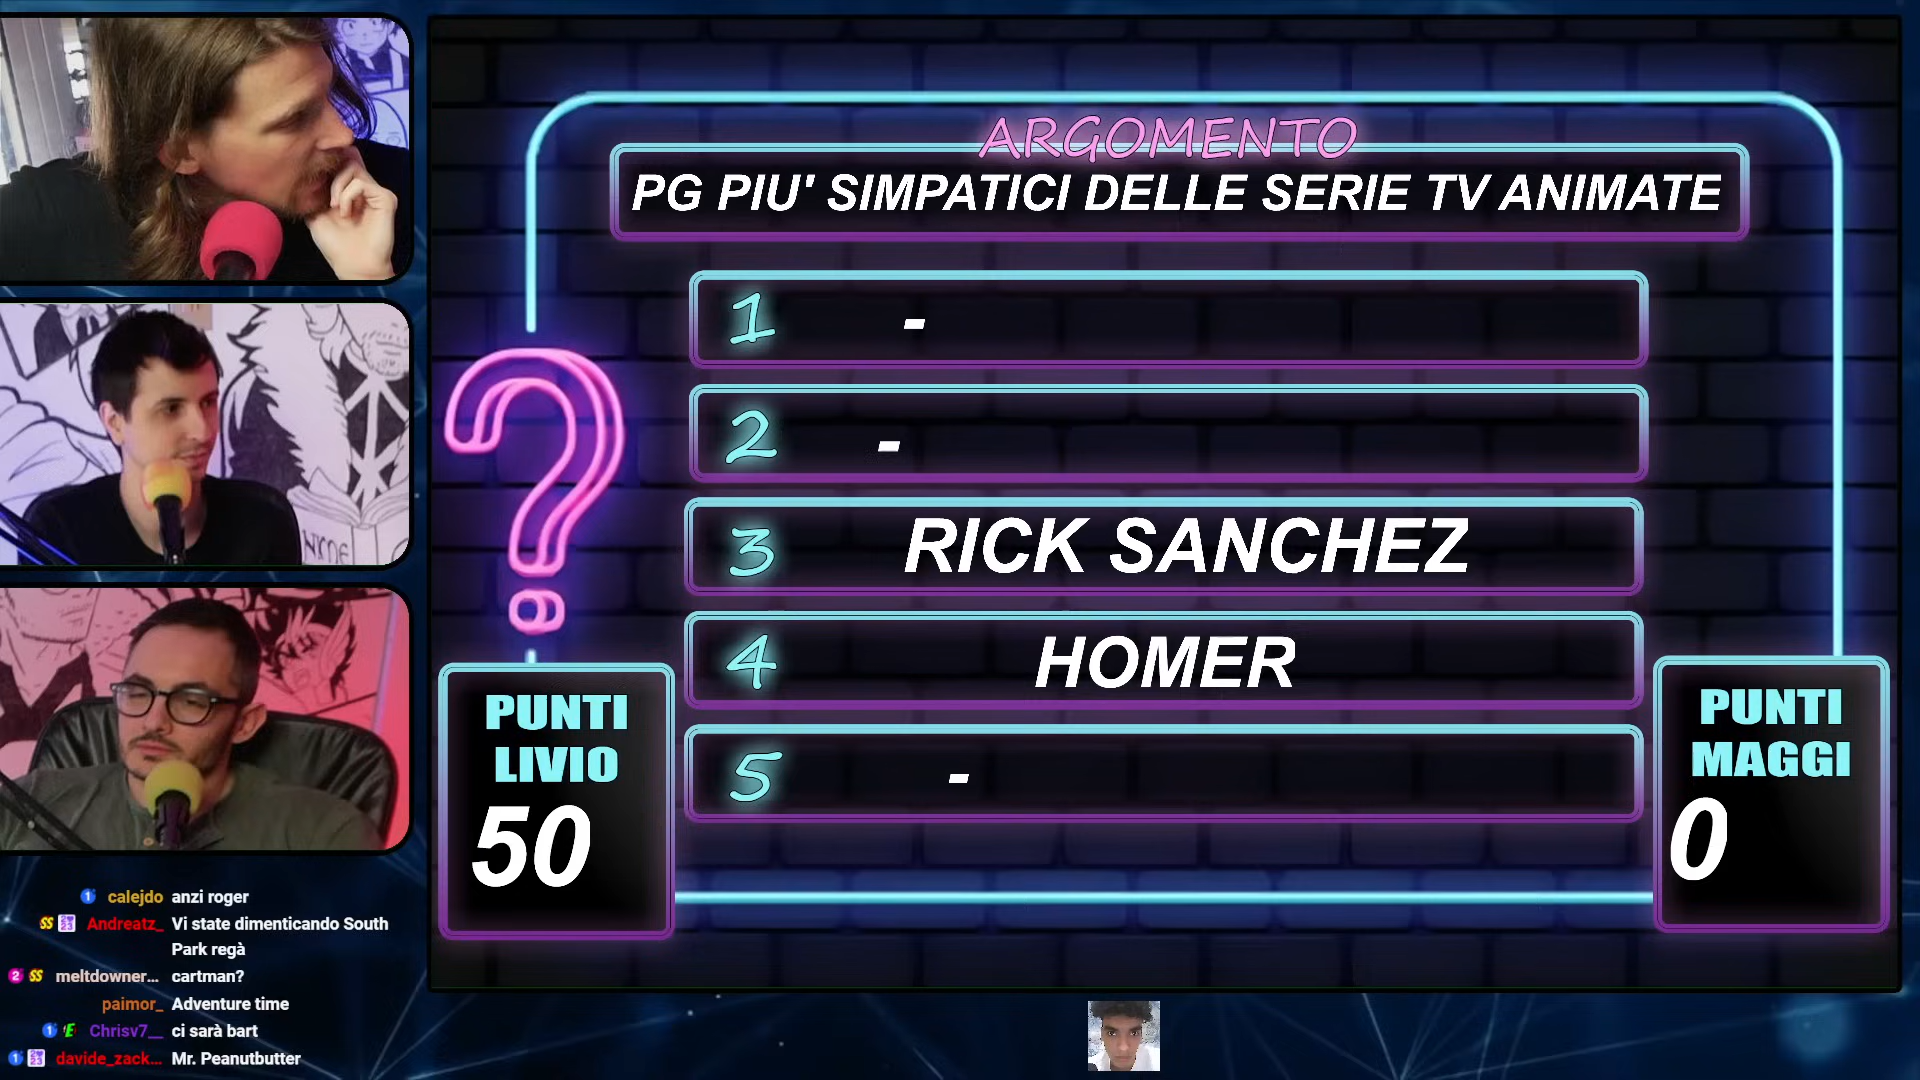 ARGOMENTO
PG PIU' SIMPATICI DELLE SERIE TV ANIMATE
1 -
2 -
3 RICK SANCHEZ
4 HOMER
5 -
PUNTI
LIVIO
50
PUNTI
MAGGI
0
calejdo anzi roger
Andreatz_ Vi state dimenticando South
Park regà
meltdowner... cartman?
paimor_ Adventure time
Chrisv7__ ci sarà bart
davide_zack... Mr. Peanutbutter